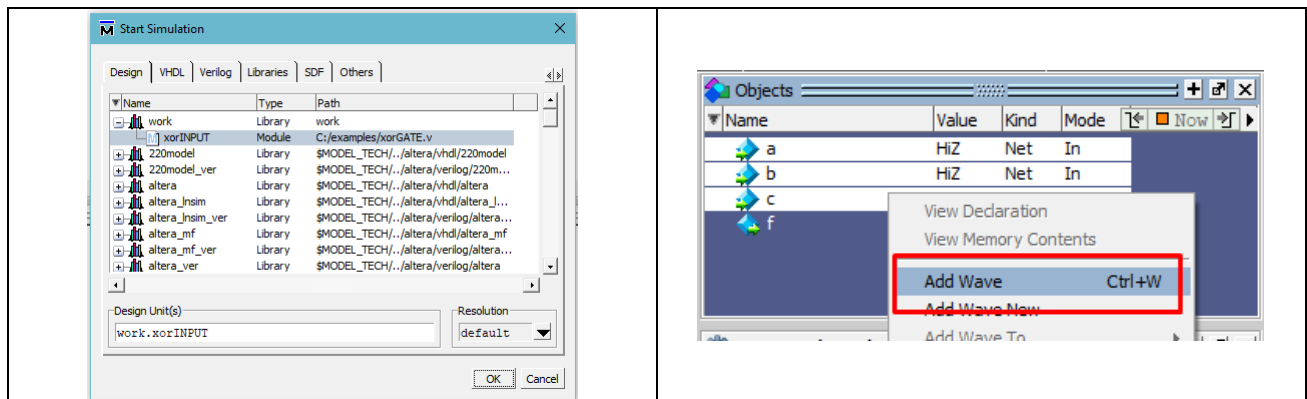 Start Simulation
Design VHDL Verilog Libraries SDF Others
Name Type Path
work Library work
xorINPUT Module C:/examples/xorGATE.v
220model Library $MODEL_TECH/../altera/vhdl/220model
220model_ver Library $MODEL_TECH/../altera/verilog/220m...
altera Library $MODEL_TECH/../altera/vhdl/altera
altera_lnsim Library $MODEL_TECH/../altera/vhdl/altera_l...
altera_lnsim_ver Library $MODEL_TECH/../altera/verilog/altera...
altera_mf Library $MODEL_TECH/../altera/vhdl/altera_mf
altera_mf_ver Library $MODEL_TECH/../altera/verilog/altera...
altera_ver Library $MODEL_TECH/../altera/verilog/altera
Design Unit(s) Resolution
work.xorINPUT default
OK Cancel
Objects
Name Value Kind Mode Now
a HiZ Net In
b HiZ Net In
c
f
View Declaration
View Memory Contents
Add Wave Ctrl+W
Add Wave New
Add Wave To